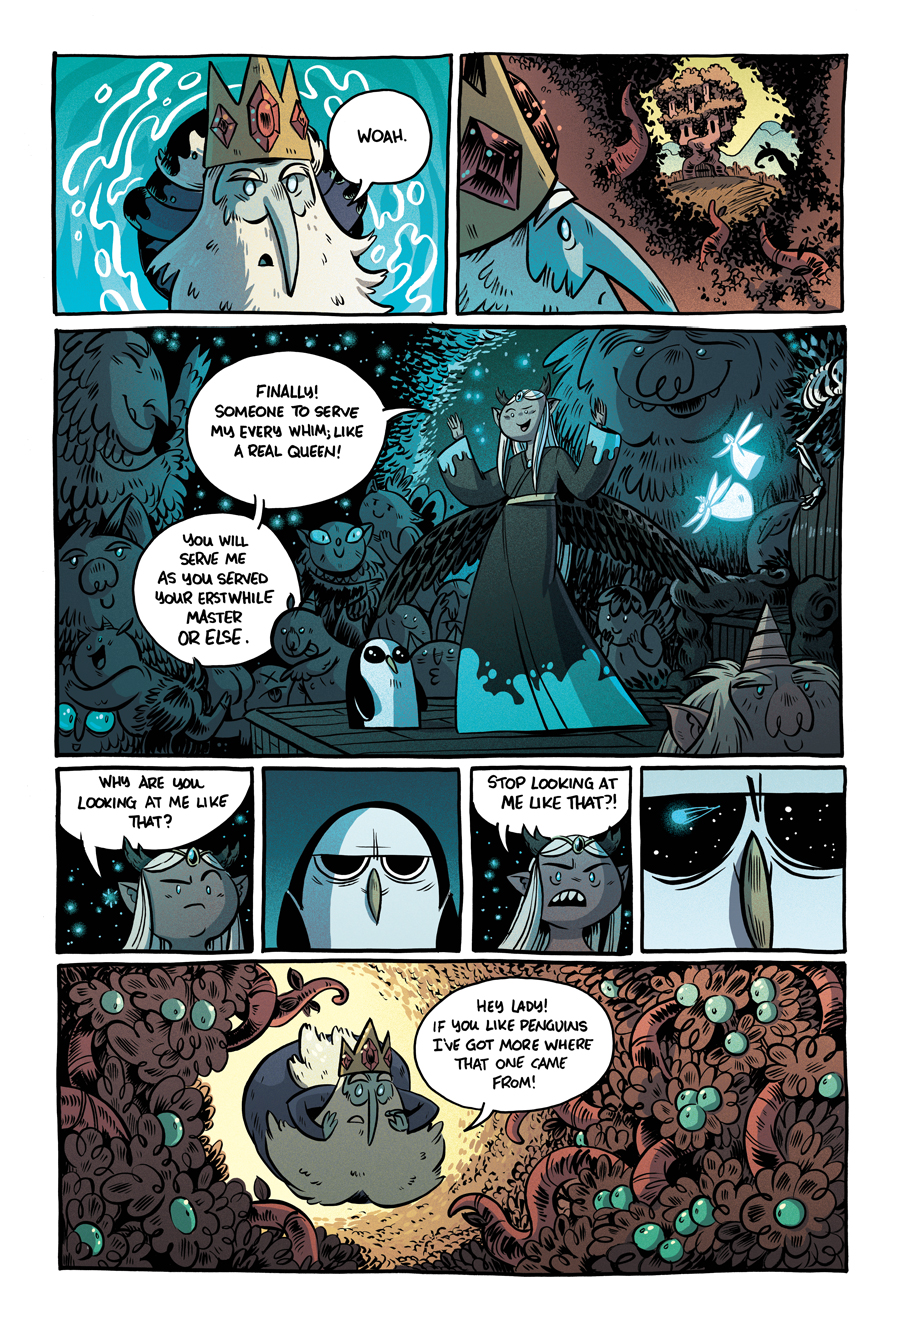 WOAH.
FINALLY!
SOMEONE TO SERVE
MY EVERY WHIM; LIKE
A REAL QUEEN!
YOU WILL
SERVE ME
AS YOU SERVED
YOUR ERSTWHILE
MASTER
OR ELSE.
WHY ARE YOU
LOOKING AT ME LIKE
THAT?
STOP LOOKING AT
ME LIKE THAT?!
HEY LADY!
IF YOU LIKE PENGUINS
I'VE GOT MORE WHERE
THAT ONE CAME
FROM!